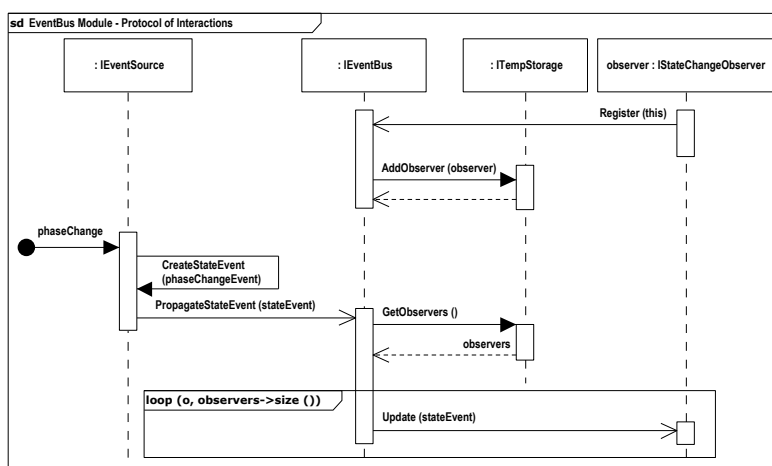 sd EventBus Module - Protocol of Interactions
: IEventSource
: IEventBus
: ITempStorage
observer : IStateChangeObserver
Register (this)
AddObserver (observer)
phaseChange
CreateStateEvent
(phaseChangeEvent)
PropagateStateEvent (stateEvent)
GetObservers ()
observers
loop (o, observers->size ())
Update (stateEvent)